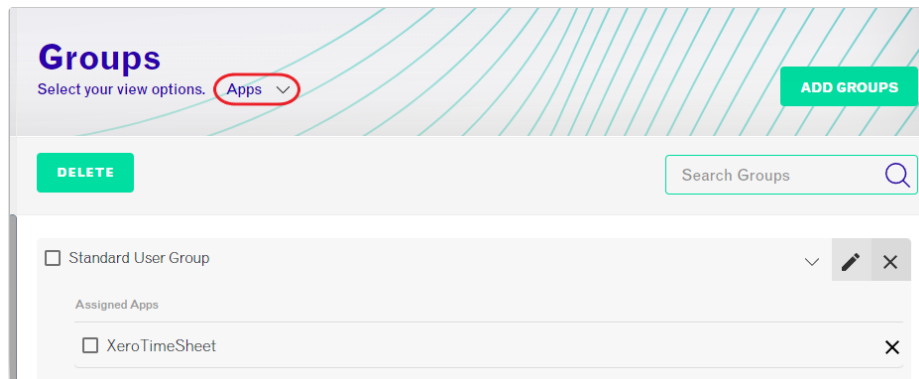 Groups
Select your view options. Apps
ADD GROUPS
DELETE
Search Groups
Standard User Group
Assigned Apps
XeroTimeSheet